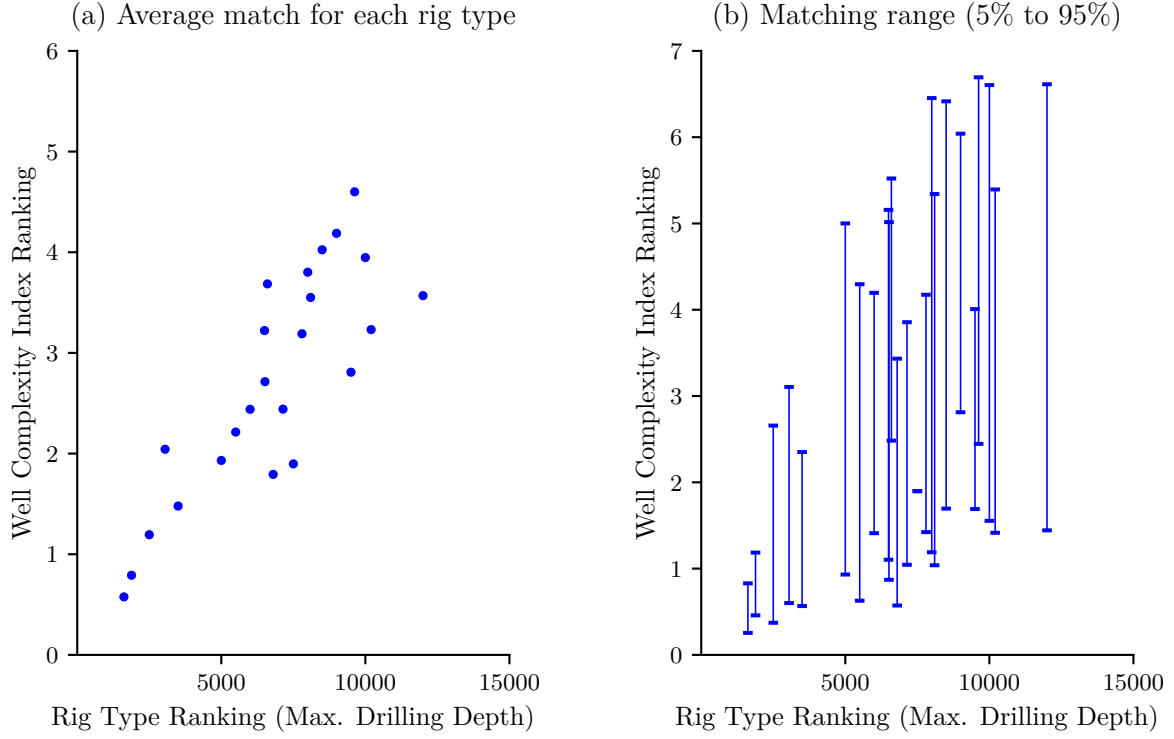 (a) Average match for each rig type
6
5
4
3
2
1
0
5000 10000 15000
Well Complexity Index Ranking
Rig Type Ranking (Max. Drilling Depth)
(b) Matching range (5% to 95%)
7
6
5
4
3
2
1
0
5000 10000 15000
Well Complexity Index Ranking
Rig Type Ranking (Max. Drilling Depth)